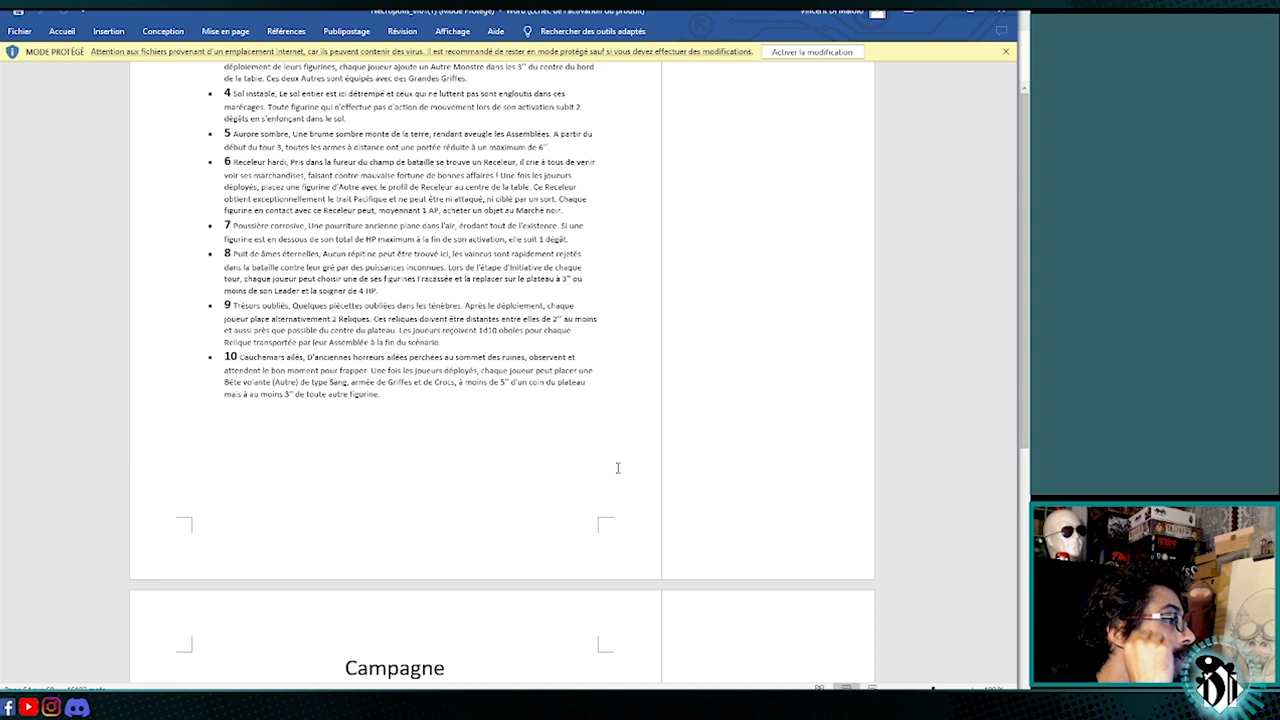 Necropolis_v101(1) (Mode Protégé) - Word (Échec de l'activation du produit)
Fichier Accueil Insertion Conception Mise en page Références Publipostage Révision Affichage Aide Rechercher des outils adaptés
MODE PROTÉGÉ Attention aux fichiers provenant d'un emplacement Internet, car ils peuvent contenir des virus. Il est recommandé de rester en mode protégé sauf si vous devez effectuer des modifications. Activer la modification
déploiement de leurs figurines, chaque joueur ajoute un Autre Monstre dans les 3" du centre du bord
de la table. Ces deux Autres sont équipés avec des Grandes Griffes.
4 Sol instable, Le sol entier est ici détrempé et ceux qui ne luttent pas sont engloutis dans ces
marécages. Toute figurine qui n'effectue pas d'action de mouvement lors de son activation subit 2
dégâts en s'enfonçant dans le sol.
5 Aurore sombre, Une brume sombre monte de la terre, rendant aveugle les Assemblées. A partir du
début du tour 3, toutes les armes à distance ont une portée réduite à un maximum de 6".
6 Receleur hardi, Pris dans la fureur du champ de bataille se trouve un Receleur, il crie à tous de venir
voir ses marchandises, faisant contre mauvaise fortune de bonnes affaires ! Une fois les joueurs
déployés, placez une figurine d'Autre avec le profil de Receleur au centre de la table. Ce Receleur
obtient exceptionnellement le trait Pacifique et ne peut être ni attaqué, ni ciblé par un sort. Chaque
figurine en contact avec ce Receleur peut, moyennant 1 AP, acheter un objet au Marché noir.
7 Poussière corrosive, Une pourriture ancienne plane dans l'air, érodant tout de l'existence. Si une
figurine est en dessous de son total de HP maximum à la fin de son activation, elle suit 1 dégât.
8 Puit de âmes éternelles, Aucun répit ne peut être trouvé ici, les vaincus sont rapidement rejetés
dans la bataille contre leur gré par des puissances inconnues. Lors de l'étape d'Initiative de chaque
tour, chaque joueur peut choisir une de ses figurines Fracassée et la replacer sur le plateau à 3" ou
moins de son Leader et la soigner de 4 HP.
9 Trésors oubliés, Quelques piécettes oubliées dans les ténèbres. Après le déploiement, chaque
joueur place alternativement 2 Reliques. Ces reliques doivent être distantes entre elles de 2" au moins
et aussi près que possible du centre du plateau. Les joueurs reçoivent 1d10 oboles pour chaque
Relique transportée par leur Assemblée à la fin du scénario.
10 Cauchemars ailés, D'anciennes horreurs ailées perchées au sommet des ruines, observent et
attendent le bon moment pour frapper. Une fois les joueurs déployés, chaque joueur peut placer une
Bête volante (Autre) de type Sang, armée de Griffes et de Crocs, à moins de 5" d'un coin du plateau
mais à au moins 3" de toute autre figurine.
Campagne